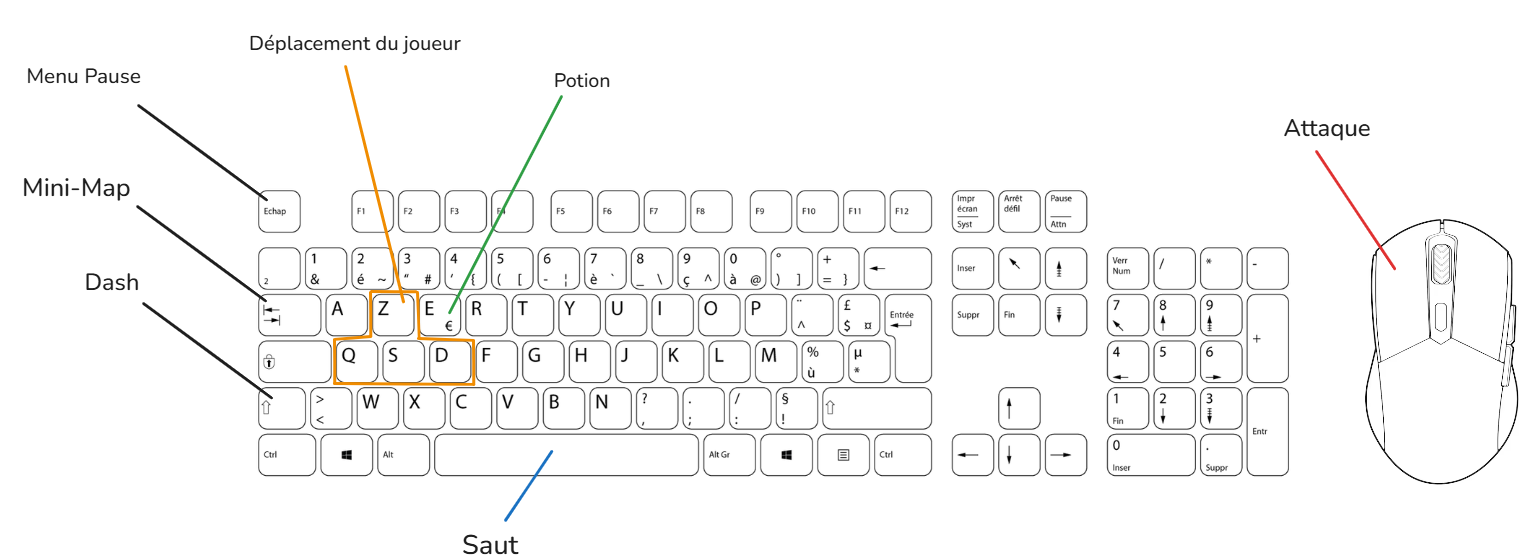 Déplacement du joueur
Menu Pause
Potion
Attaque
Mini-Map
Dash
Echap F1 F2 F3 F4 F5 F6 F7 F8 F9 F10 F11 F12
Impr écran Syst
Arrêt défil
Pause Attn
2 1 & 2 é ~ 3 " # 4 ' { 5 ( [ 6 - ¦ 7 è ` 8 _ \ 9 ç ^ 0 à @ ° ) ] + = }
Inser
Verr Num / * -
A Z E € R T Y U I O P ¨ ^ £ $ ¤ Entrée
Suppr Fin
7 8 9 +
Q S D F G H J K L M % ù µ *
4 5 6
> < W X C V B N ? , . ; / : § !
1 Fin 2 3 Entr
Ctrl Alt Alt Gr Ctrl
0 Inser . Suppr
Saut